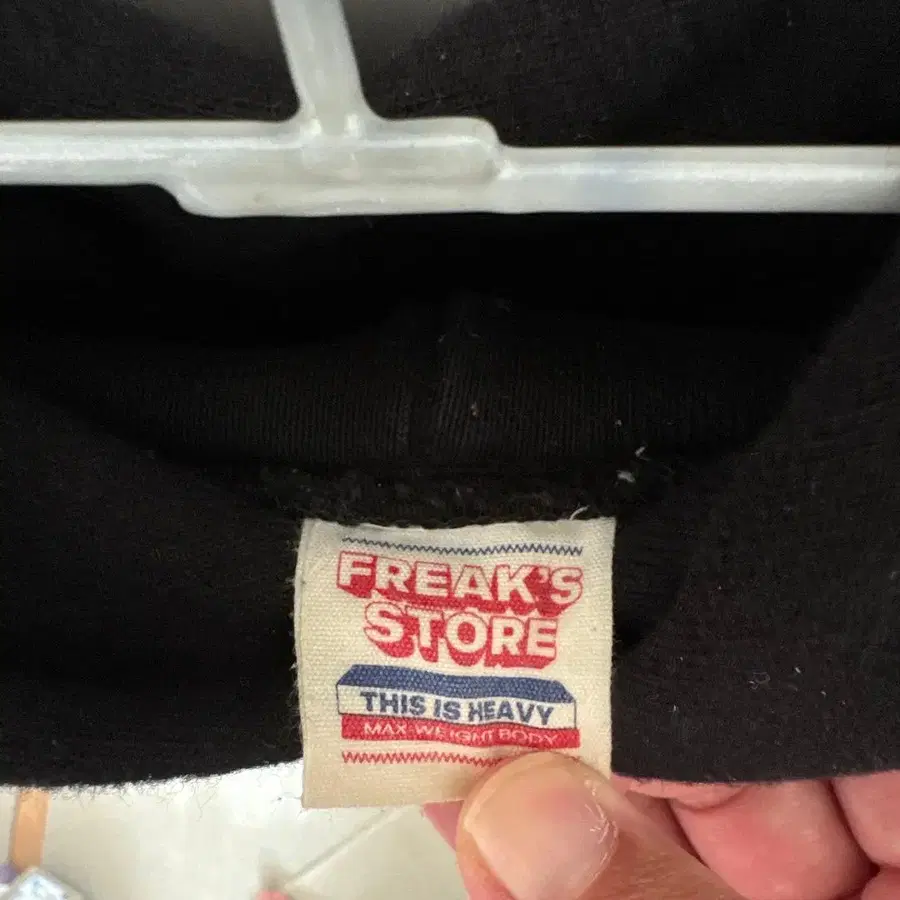 FREAK'S
STORE
THIS IS HEAVY
MAX WEIGHT BODY